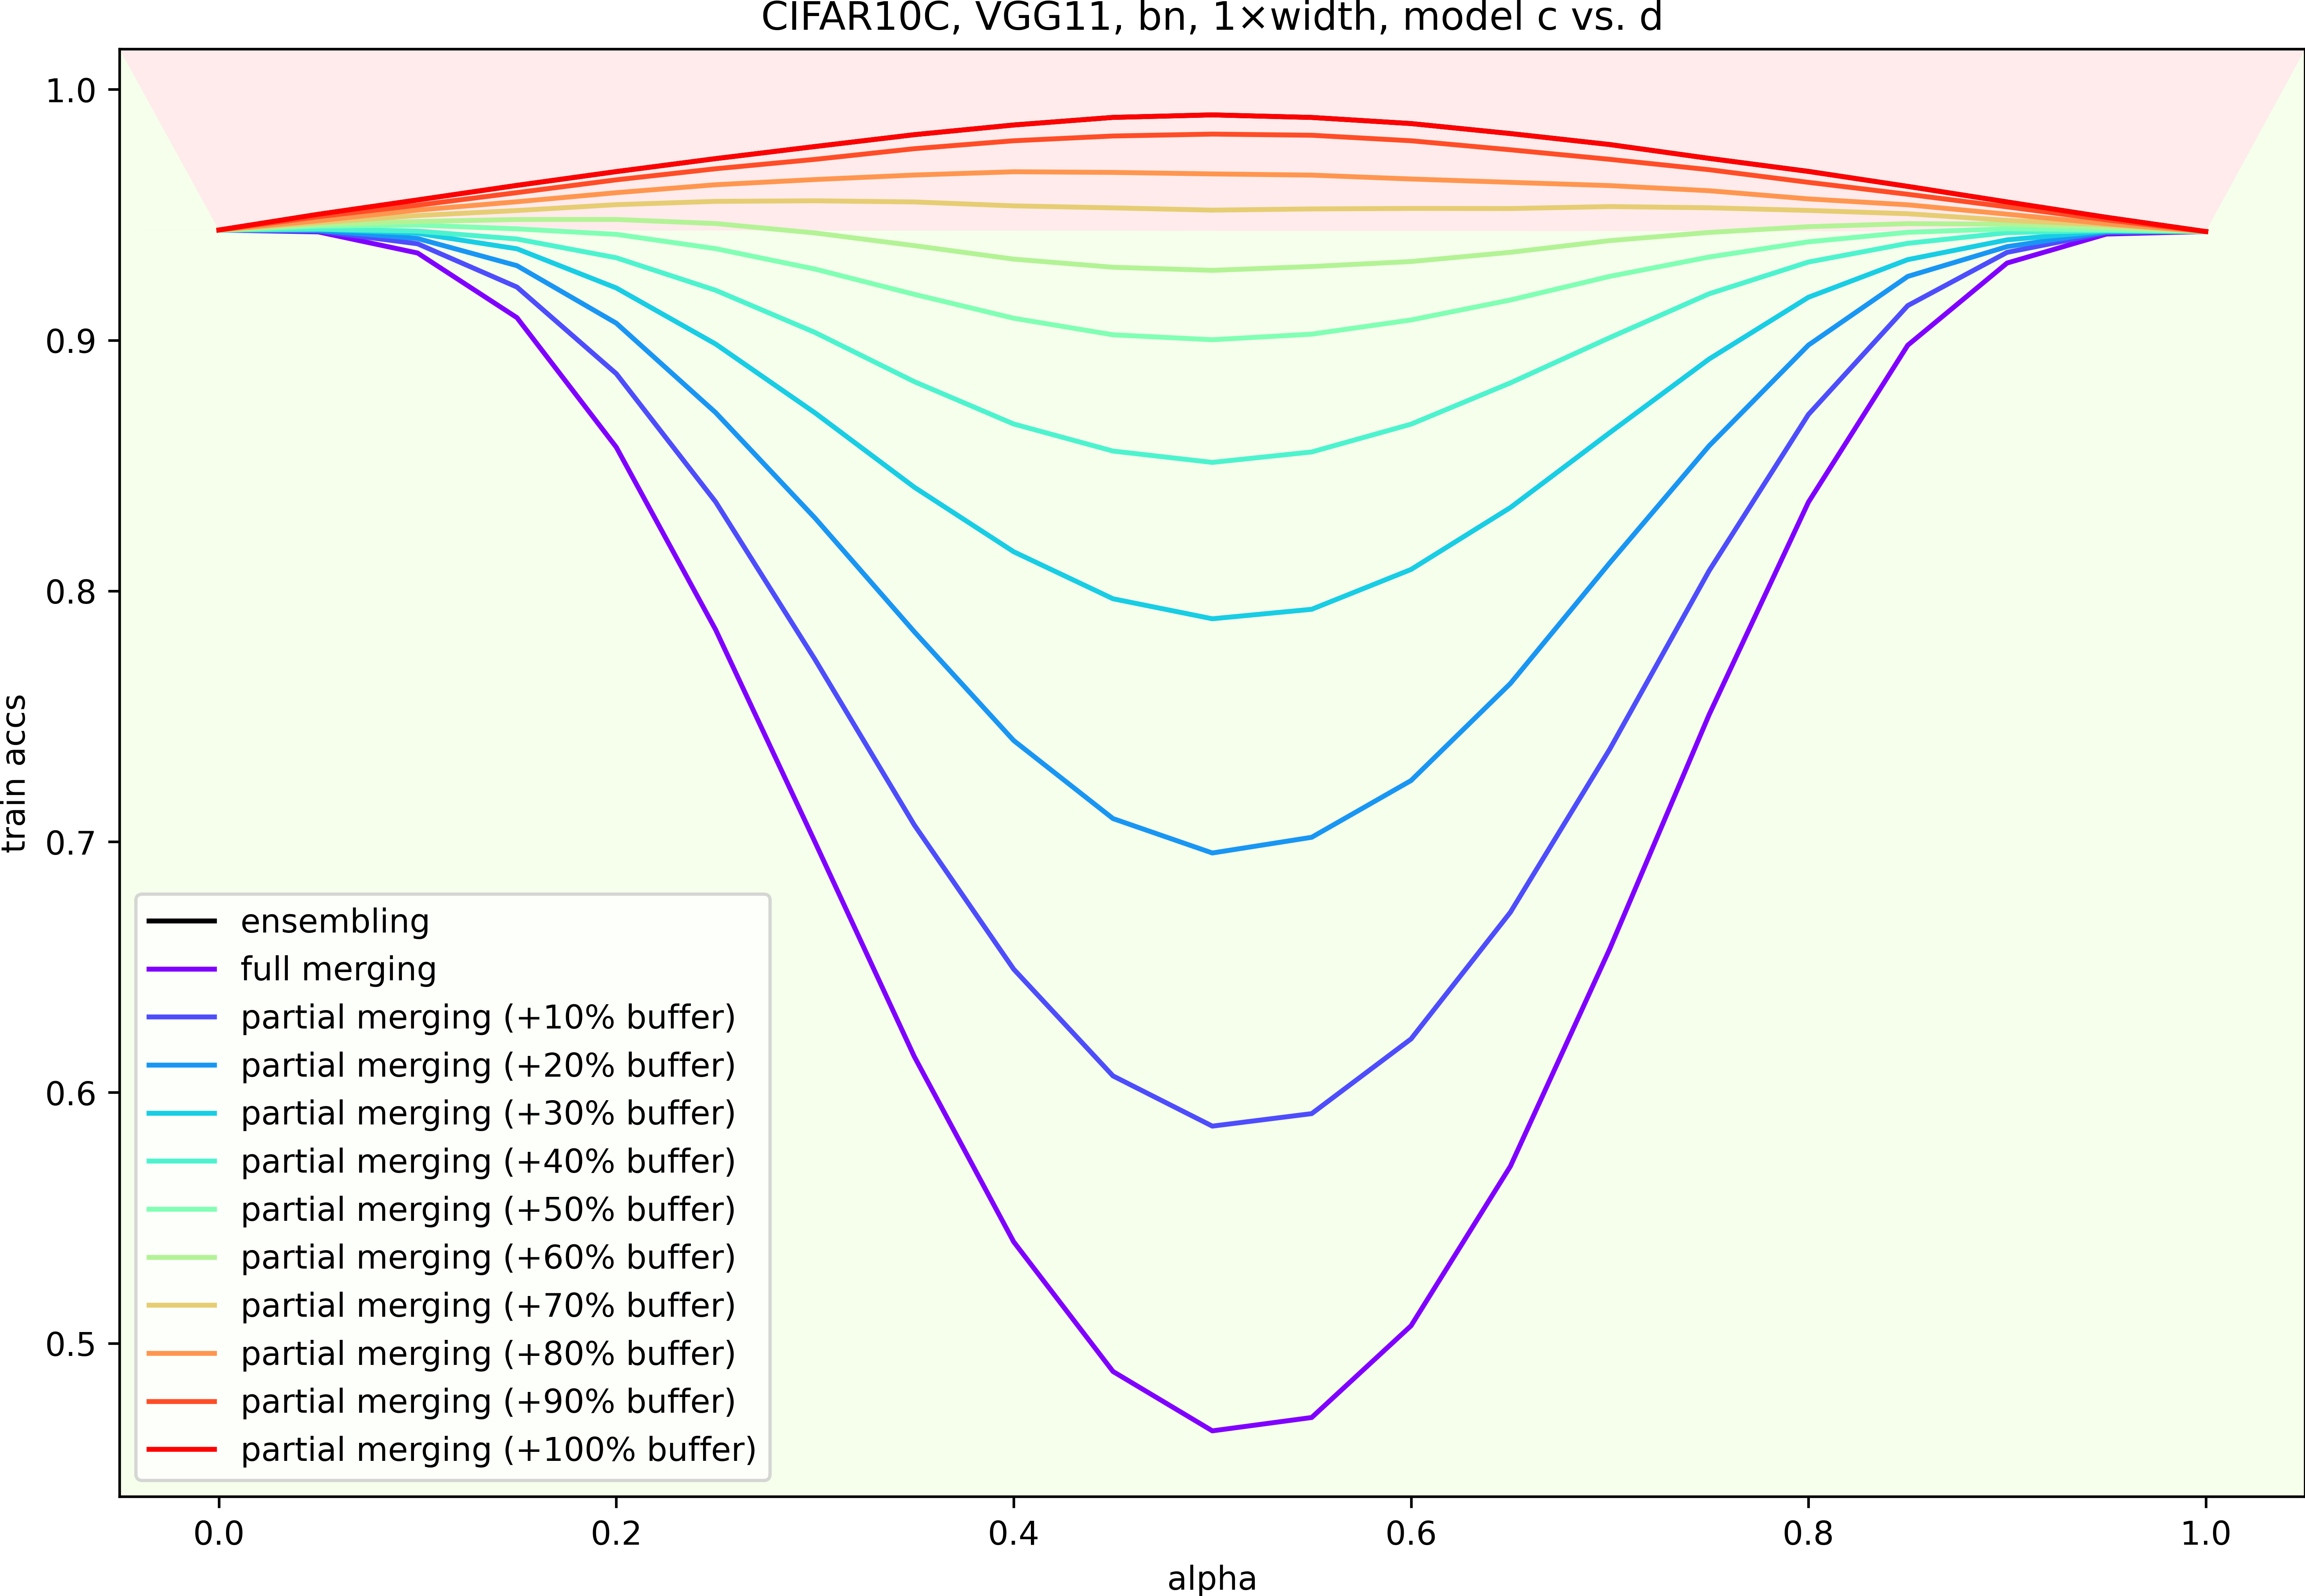 CIFAR10C, VGG11, bn, 1×width, model c vs. d
1.0
0.9
0.8
0.7
0.6
0.5
train accs
ensembling
full merging
partial merging (+10% buffer)
partial merging (+20% buffer)
partial merging (+30% buffer)
partial merging (+40% buffer)
partial merging (+50% buffer)
partial merging (+60% buffer)
partial merging (+70% buffer)
partial merging (+80% buffer)
partial merging (+90% buffer)
partial merging (+100% buffer)
0.0 0.2 0.4 0.6 0.8 1.0
alpha